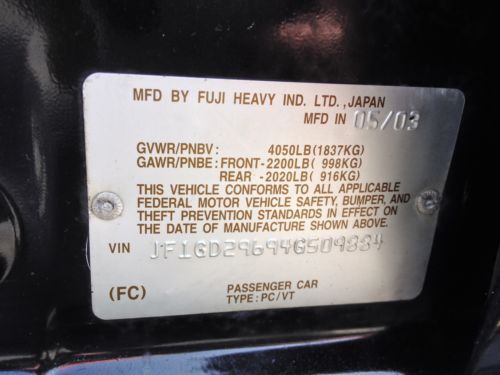 MFD BY FUJI HEAVY IND. LTD.,JAPAN
MFD IN 05/03
GVWR/PNBV: 4050LB(1837KG)
GAWR/PNBE: FRONT-2200LB( 998KG)
REAR -2020LB( 916KG)
THIS VEHICLE CONFORMS TO ALL APPLICABLE
FEDERAL MOTOR VEHICLE SAFETY, BUMPER, AND
THEFT PREVENTION STANDARDS IN EFFECT ON
THE DATE OF MANUFACTURE SHOWN ABOVE.
VIN JF1GD29694G509334
(FC) PASSENGER CAR
TYPE: PC/VT